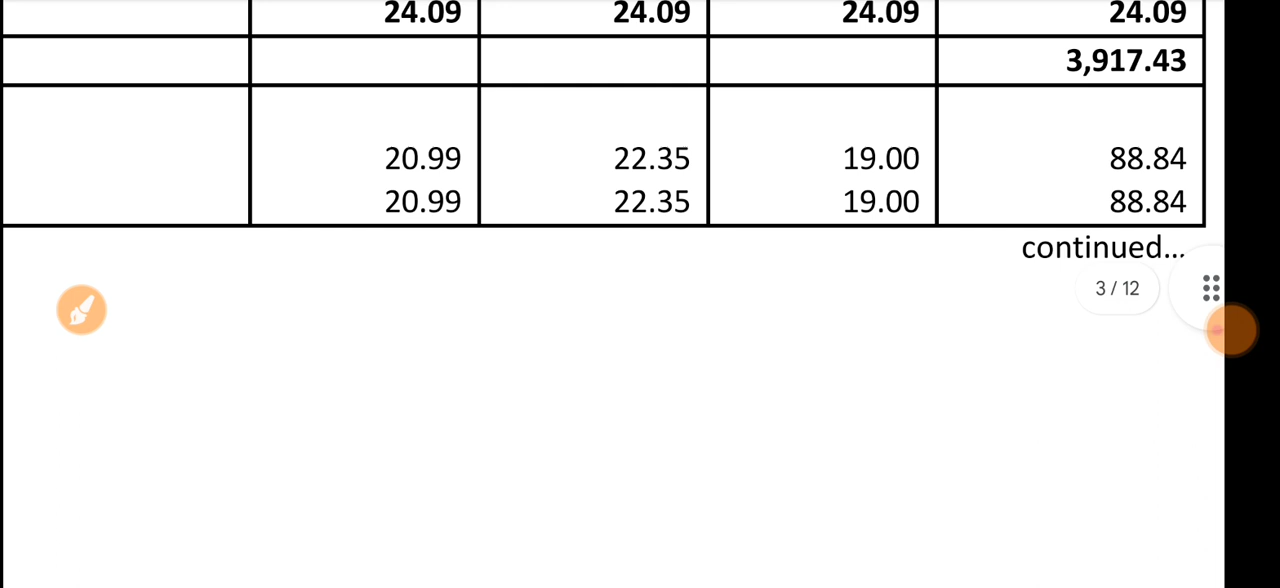 24.09 24.09 24.09 24.09
3,917.43
20.99 22.35 19.00 88.84
20.99 22.35 19.00 88.84
continued...
3 / 12